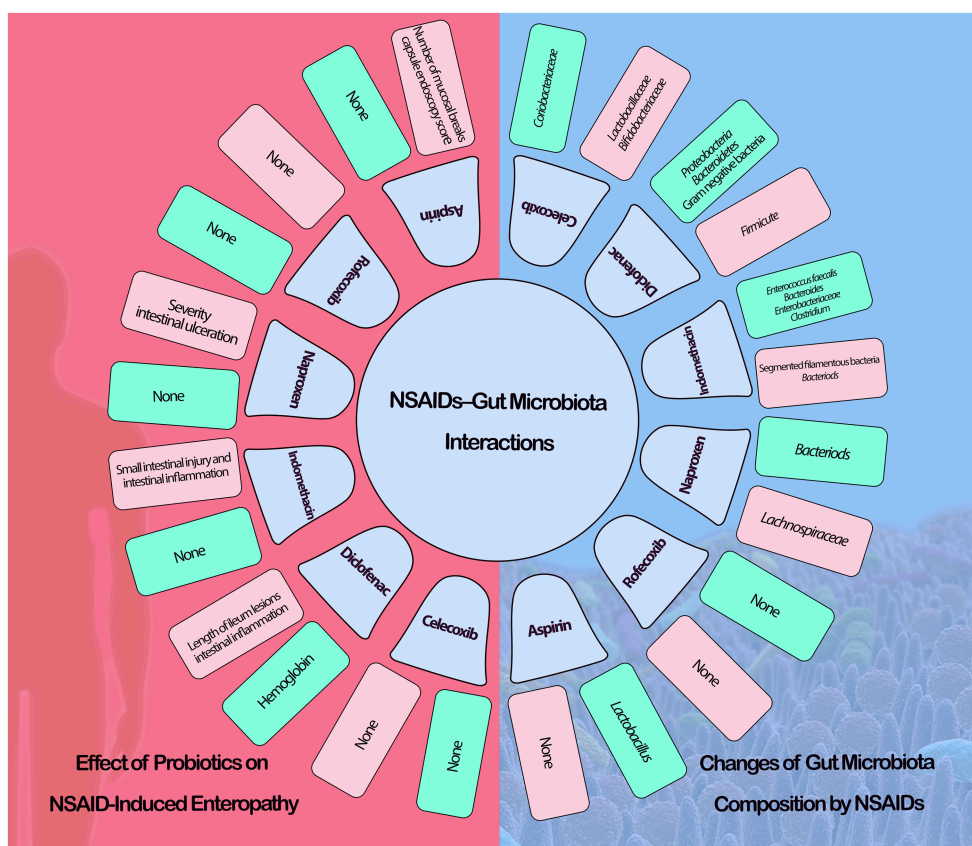 NSAIDs–Gut Microbiota
Interactions
Celecoxib
Coriobacteriaceae
Lactobacillaceae
Bifidobacteriaceae
Diclofenac
Proteobacteria
Bacteroidetes
Gram negative bacteria
Firmicute
Indomethacin
Enterococcus faecalis
Bacteroides
Enterobacteriaceae
Clostridium
Segmented filamentous bacteria
Bacteriods
Naproxen
Bacteriods
Lachnospiraceae
Rofecoxib
None
None
Aspirin
Lactobacillus
None
Changes of Gut Microbiota
Composition by NSAIDs
Aspirin
Number of mucosal breaks
capsule endoscopy score
None
Rofecoxib
None
None
Naproxen
Severity
intestinal ulceration
None
Indomethacin
Small intestinal injury and
intestinal inflammation
None
Diclofenac
Length of ileum lesions
intestinal inflammation
Hemoglobin
Celecoxib
None
None
Effect of Probiotics on
NSAID-Induced Enteropathy